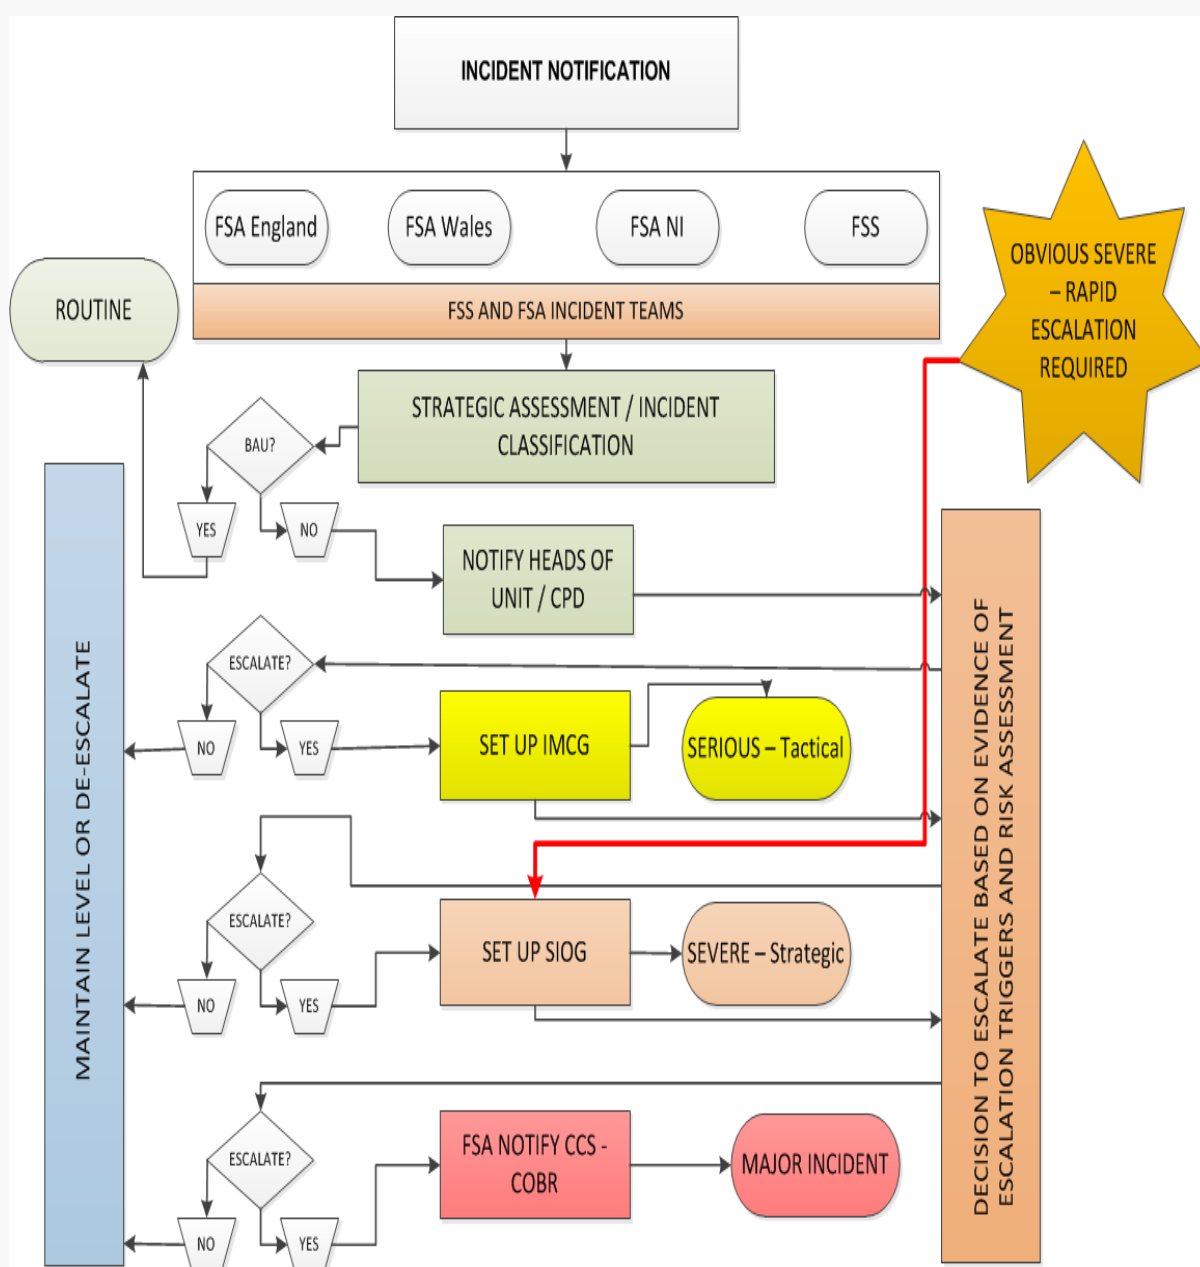 INCIDENT NOTIFICATION
FSA England
FSA Wales
FSA NI
FSS
FSS AND FSA INCIDENT TEAMS
ROUTINE
OBVIOUS SEVERE
– RAPID
ESCALATION
REQUIRED
STRATEGIC ASSESSMENT / INCIDENT
CLASSIFICATION
BAU?
YES
NO
NOTIFY HEADS OF
UNIT / CPD
ESCALATE?
NO
YES
SET UP IMCG
SERIOUS – Tactical
ESCALATE?
NO
YES
SET UP SIOG
SEVERE – Strategic
ESCALATE?
NO
YES
FSA NOTIFY CCS -
COBR
MAJOR INCIDENT
MAINTAIN LEVEL OR DE-ESCALATE
DECISION TO ESCALATE BASED ON EVIDENCE OF
ESCALATION TRIGGERS AND RISK ASSESSMENT